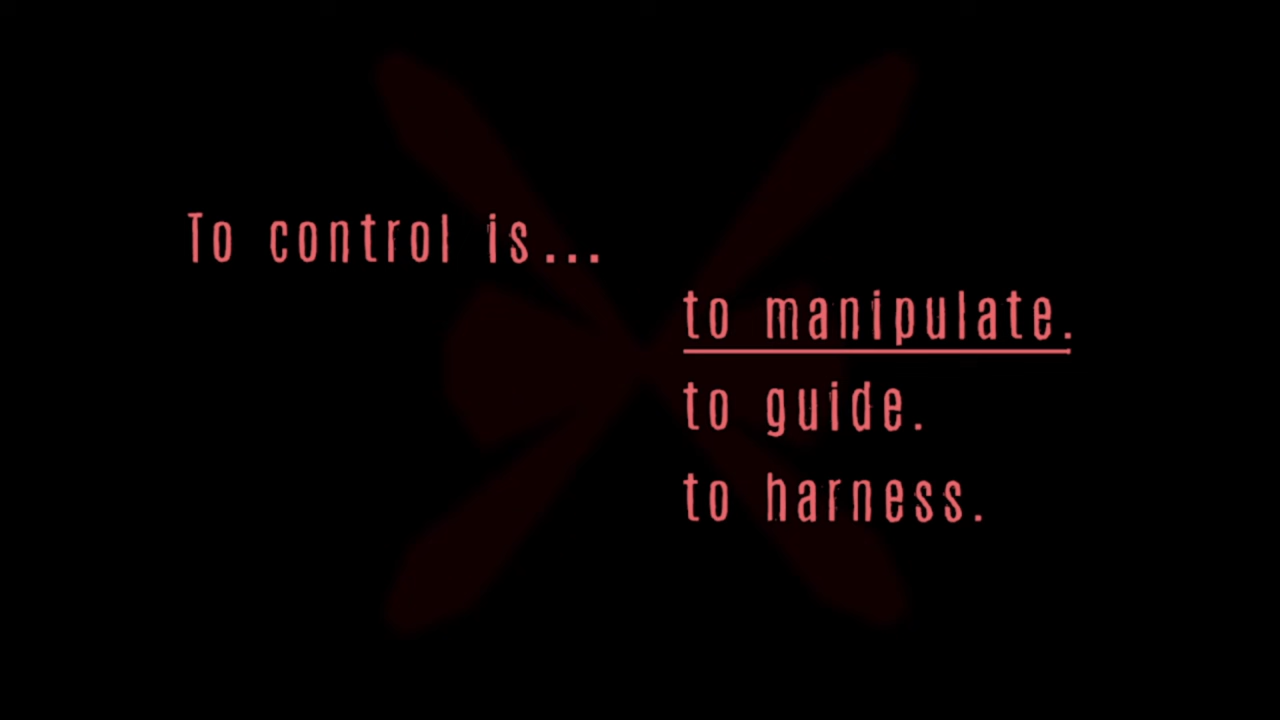 To control is...
to manipulate.
to guide.
to harness.